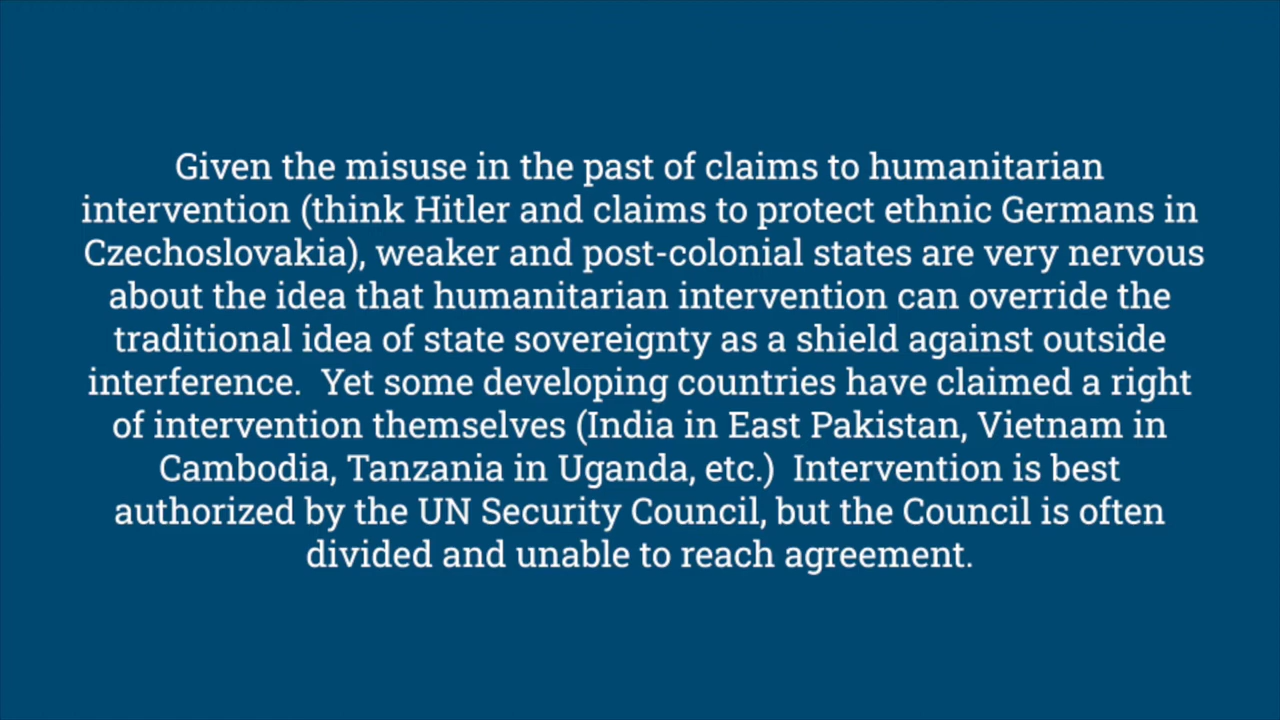 Given the misuse in the past of claims to humanitarian
intervention (think Hitler and claims to protect ethnic Germans in
Czechoslovakia), weaker and post-colonial states are very nervous
about the idea that humanitarian intervention can override the
traditional idea of state sovereignty as a shield against outside
interference.  Yet some developing countries have claimed a right
of intervention themselves (India in East Pakistan, Vietnam in
Cambodia, Tanzania in Uganda, etc.)  Intervention is best
authorized by the UN Security Council, but the Council is often
divided and unable to reach agreement.